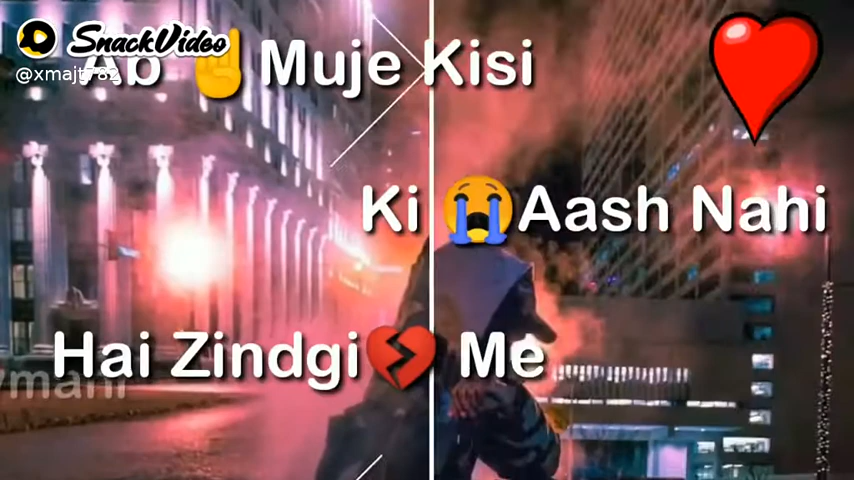 SnackVideo
@xmajt782
Ab ☝ Muje Kisi
Ki 😭 Aash Nahi
Hai Zindgi 💔 Me